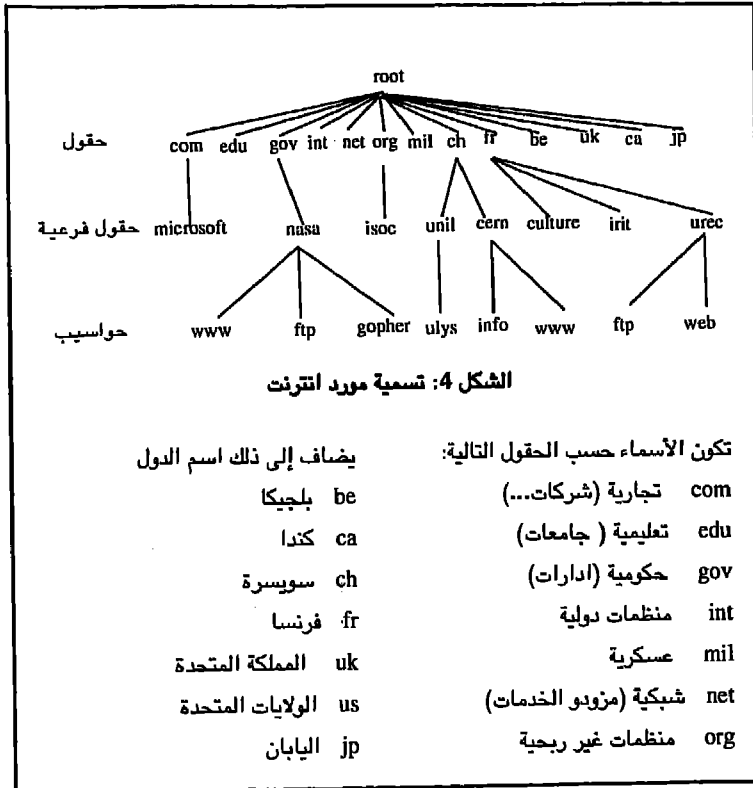 root
حقول com edu gov int net org mil ch fr be uk ca jp
حقول فرعية microsoft nasa isoc unil cern culture irit urec
حواسيب www ftp gopher ulys info www ftp web
الشكل 4: تسمية مورد انترنت
تكون الأسماء حسب الحقول التالية:
com تجارية (شركات...)
edu تعليمية ( جامعات)
gov حكومية (ادارات)
int منظمات دولية
mil عسكرية
net شبكية (مزودو الخدمات)
org منظمات غير ربحية
يضاف إلى ذلك اسم الدول
be بلجيكا
ca كندا
ch سويسرة
fr فرنسا
uk المملكة المتحدة
us الولايات المتحدة
jp اليابان